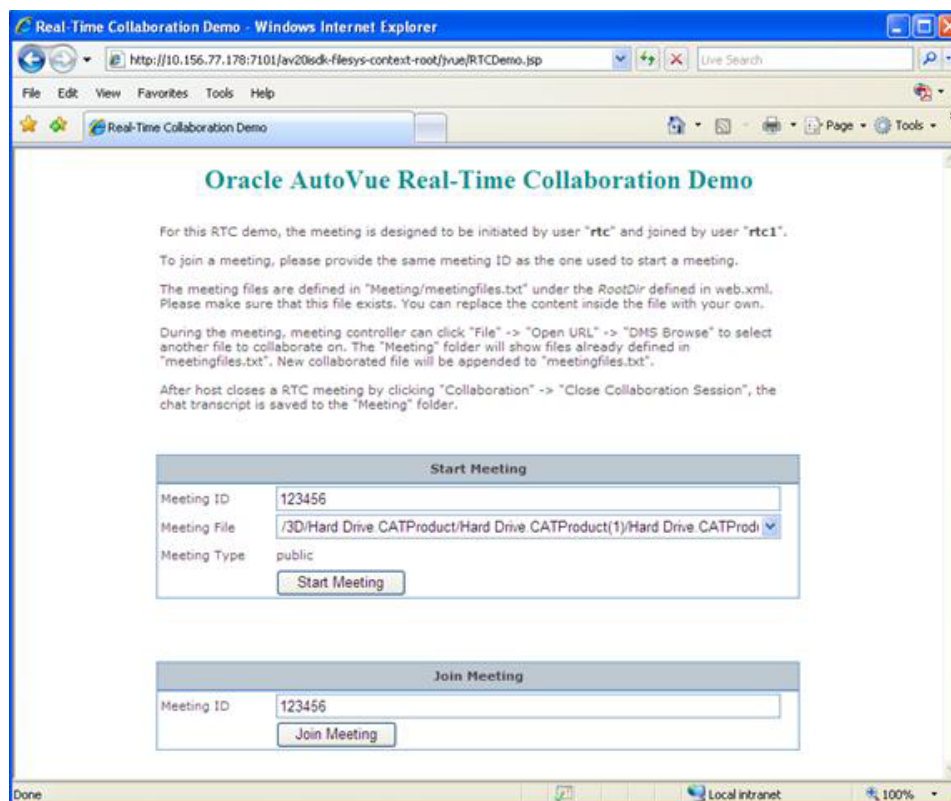 Real-Time Collaboration Demo - Windows Internet Explorer
http://10.156.77.178:7101/av20isdk-filesys-context-root/jvue/RTCDemo.jsp
Live Search
File Edit View Favorites Tools Help
Real-Time Collaboration Demo
Page Tools
Oracle AutoVue Real-Time Collaboration Demo
For this RTC demo, the meeting is designed to be initiated by user "rtc" and joined by user "rtc1".
To join a meeting, please provide the same meeting ID as the one used to start a meeting.
The meeting files are defined in "Meeting/meetingfiles.txt" under the RootDir defined in web.xml.
Please make sure that this file exists. You can replace the content inside the file with your own.
During the meeting, meeting controller can click "File" -> "Open URL" -> "DMS Browse" to select
another file to collaborate on. The "Meeting" folder will show files already defined in
"meetingfiles.txt". New collaborated file will be appended to "meetingfiles.txt".
After host closes a RTC meeting by clicking "Collaboration" -> "Close Collaboration Session", the
chat transcript is saved to the "Meeting" folder.
Start Meeting
Meeting ID 123456
Meeting File /3D/Hard Drive.CATProduct/Hard Drive.CATProduct(1)/Hard Drive.CATProdu
Meeting Type public
Start Meeting
Join Meeting
Meeting ID 123456
Join Meeting
Done Local intranet 100%